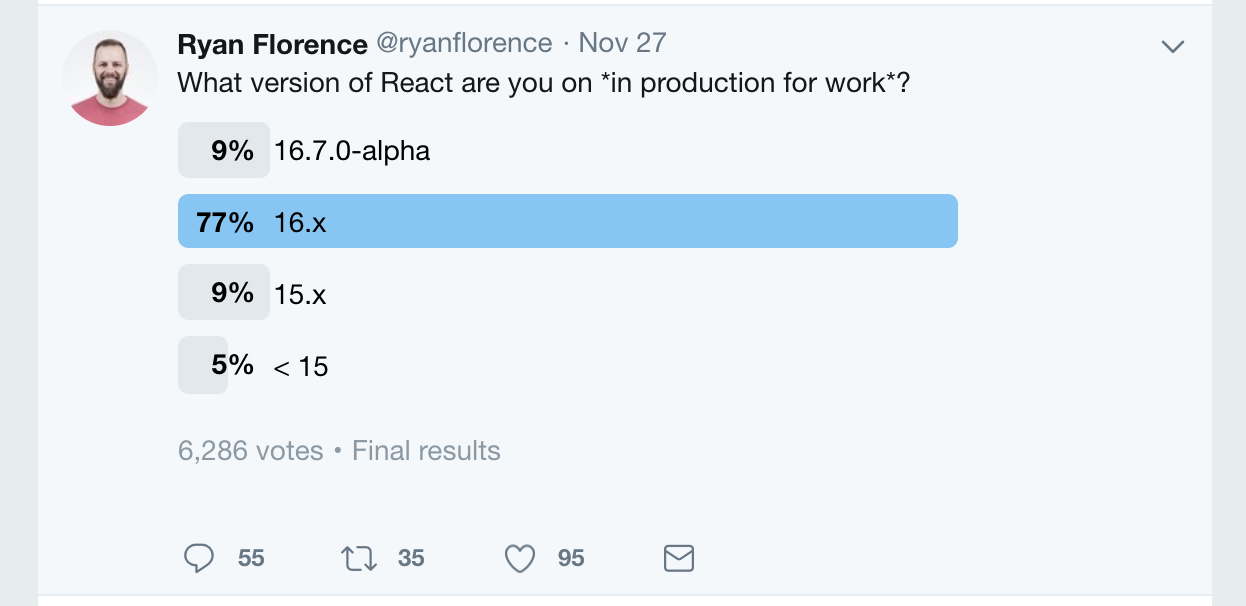 Ryan Florence @ryanflorence · Nov 27
What version of React are you on *in production for work*?
9% 16.7.0-alpha
77% 16.x
9% 15.x
5% < 15
6,286 votes • Final results
55 35 95